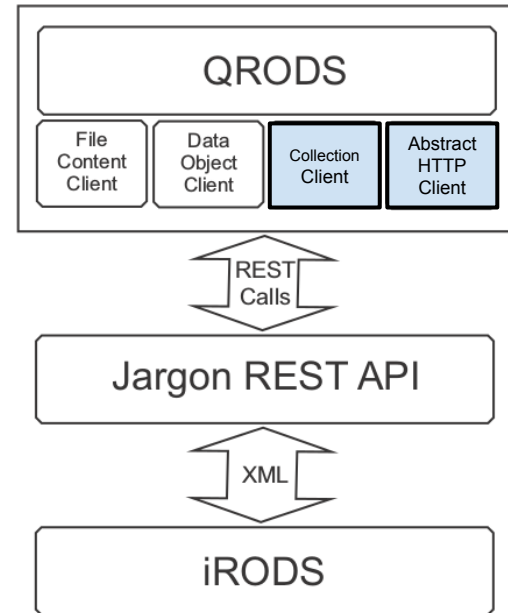 QRODS
File
Content
Client
Data
Object
Client
Collection
Client
Abstract
HTTP
Client
REST
Calls
Jargon REST API
XML
iRODS